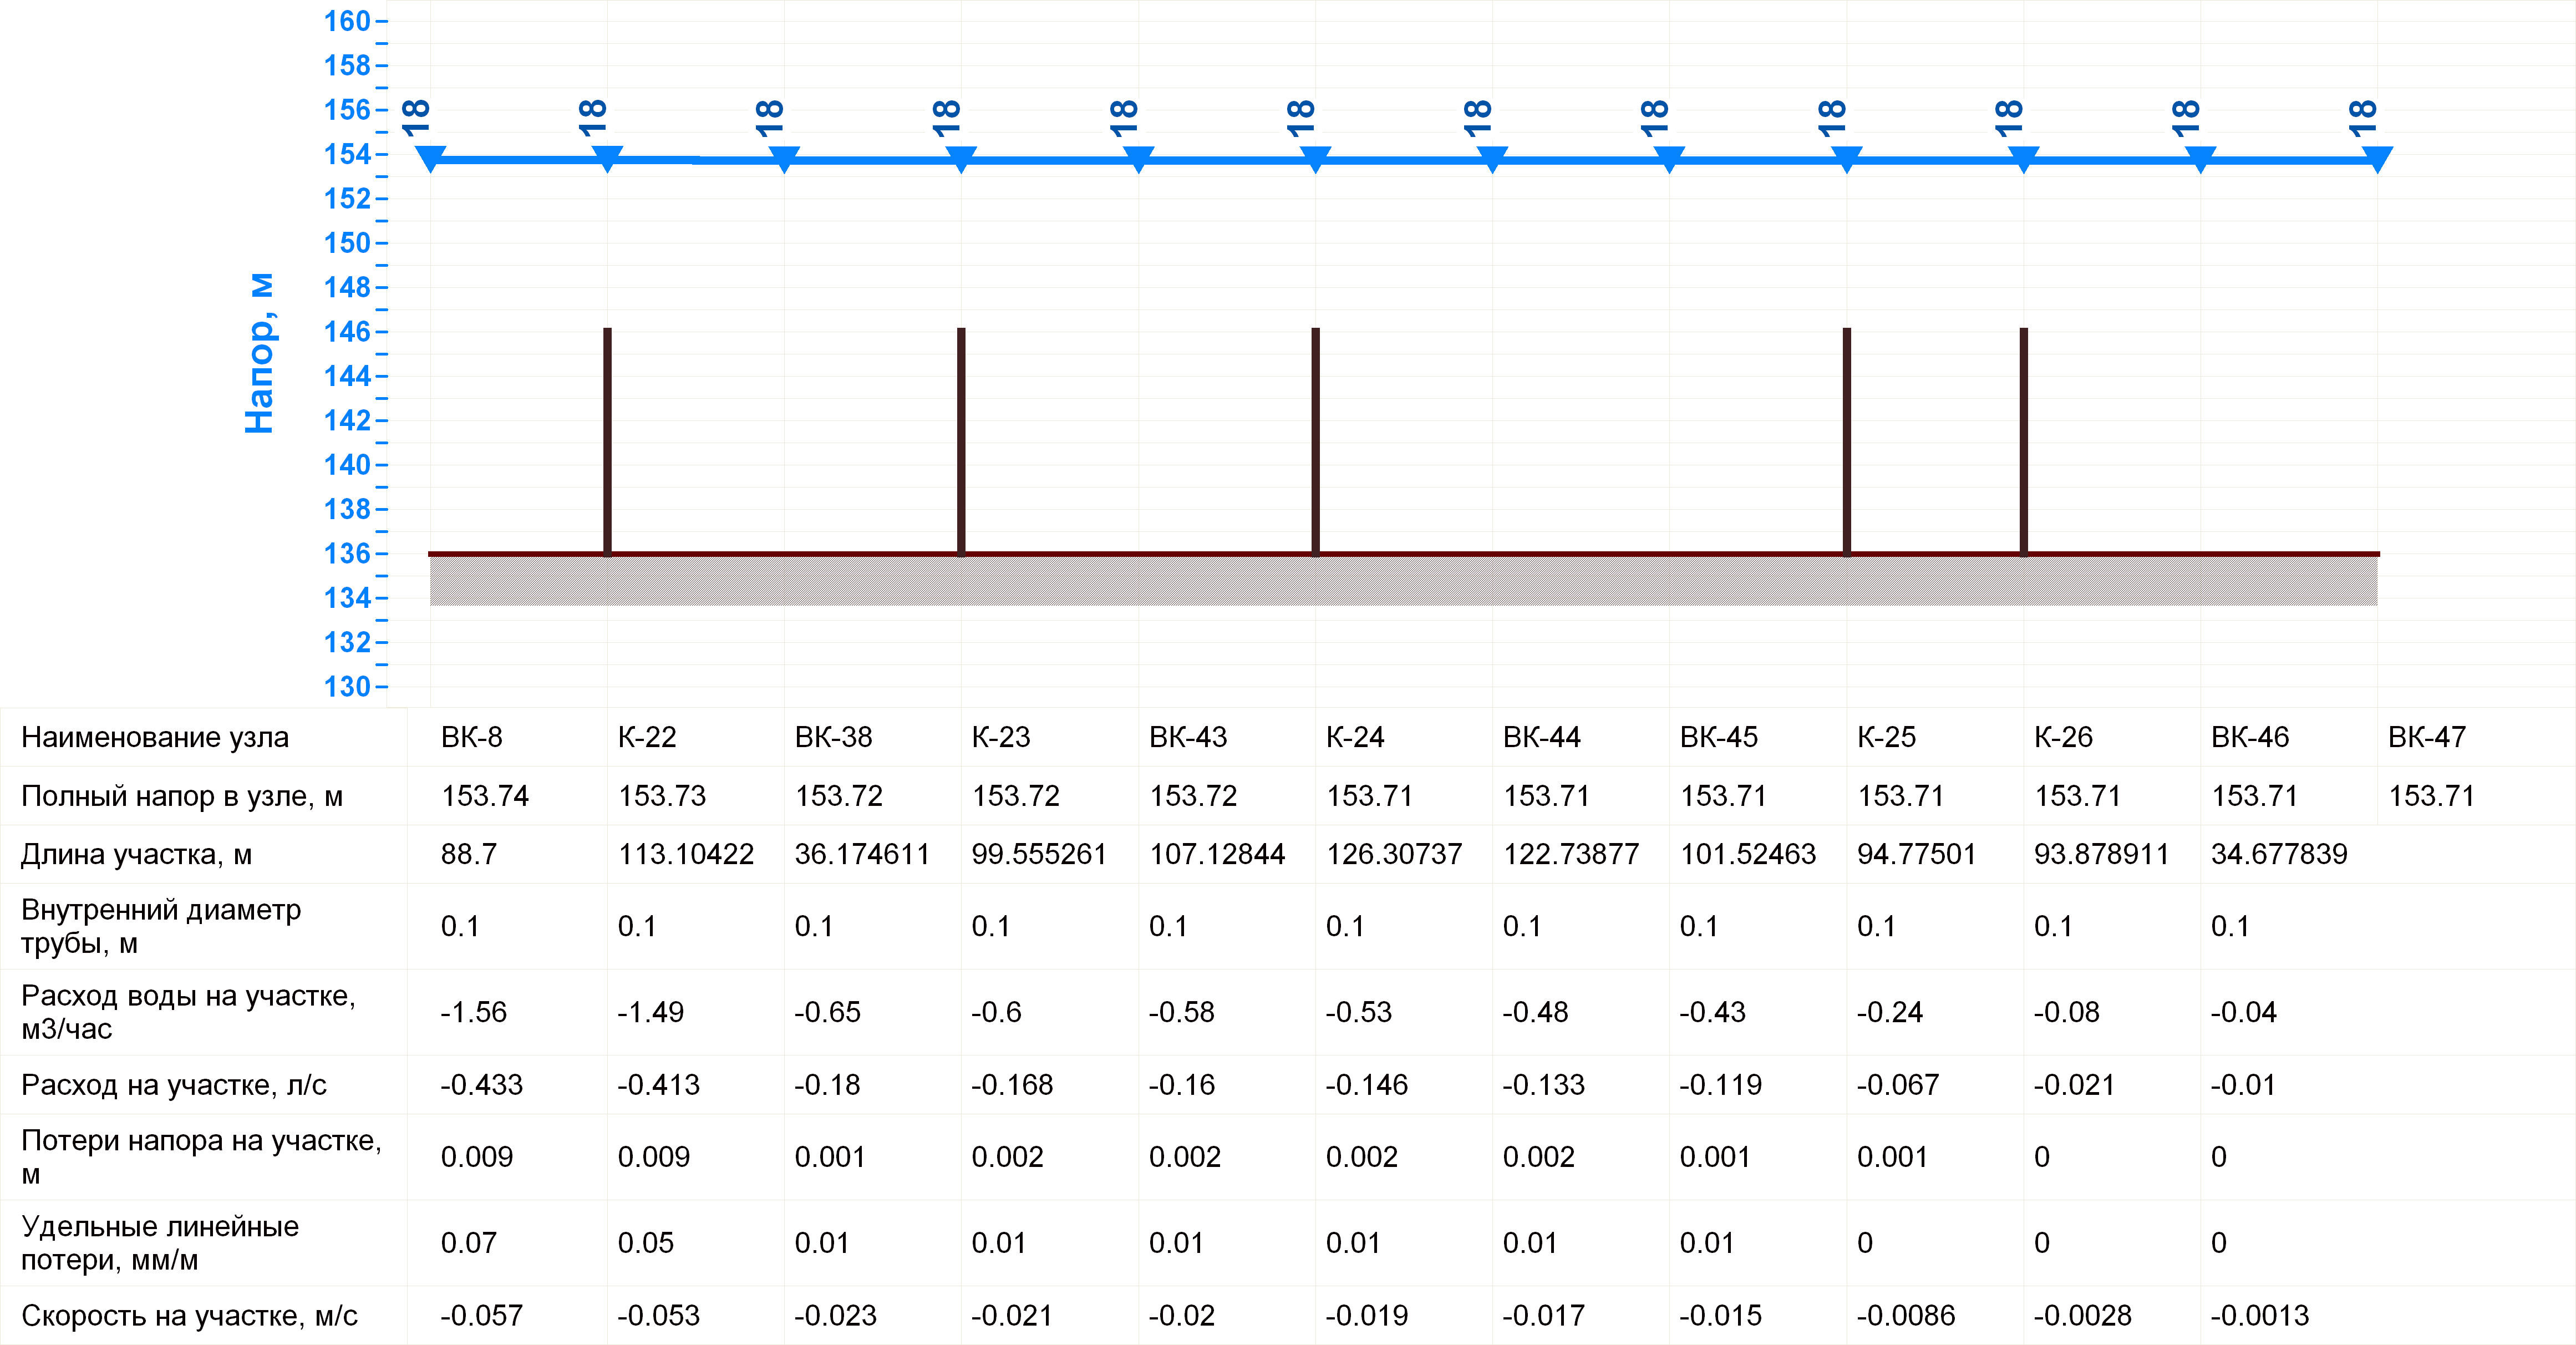 160
158
156
154
152
150
148
146
144
142
140
138
136
134
132
130
Напор, м
18 18 18 18 18 18 18 18 18 18 18 18
Наименование узла ВК-8 К-22 ВК-38 К-23 ВК-43 К-24 ВК-44 ВК-45 К-25 К-26 ВК-46 ВК-47
Полный напор в узле, м 153.74 153.73 153.72 153.72 153.72 153.71 153.71 153.71 153.71 153.71 153.71 153.71
Длина участка, м 88.7 113.10422 36.174611 99.555261 107.12844 126.30737 122.73877 101.52463 94.77501 93.878911 34.677839
Внутренний диаметр
трубы, м 0.1 0.1 0.1 0.1 0.1 0.1 0.1 0.1 0.1 0.1 0.1
Расход воды на участке,
м3/час -1.56 -1.49 -0.65 -0.6 -0.58 -0.53 -0.48 -0.43 -0.24 -0.08 -0.04
Расход на участке, л/с -0.433 -0.413 -0.18 -0.168 -0.16 -0.146 -0.133 -0.119 -0.067 -0.021 -0.01
Потери напора на участке,
м 0.009 0.009 0.001 0.002 0.002 0.002 0.002 0.001 0.001 0 0
Удельные линейные
потери, мм/м 0.07 0.05 0.01 0.01 0.01 0.01 0.01 0.01 0 0 0
Скорость на участке, м/с -0.057 -0.053 -0.023 -0.021 -0.02 -0.019 -0.017 -0.015 -0.0086 -0.0028 -0.0013